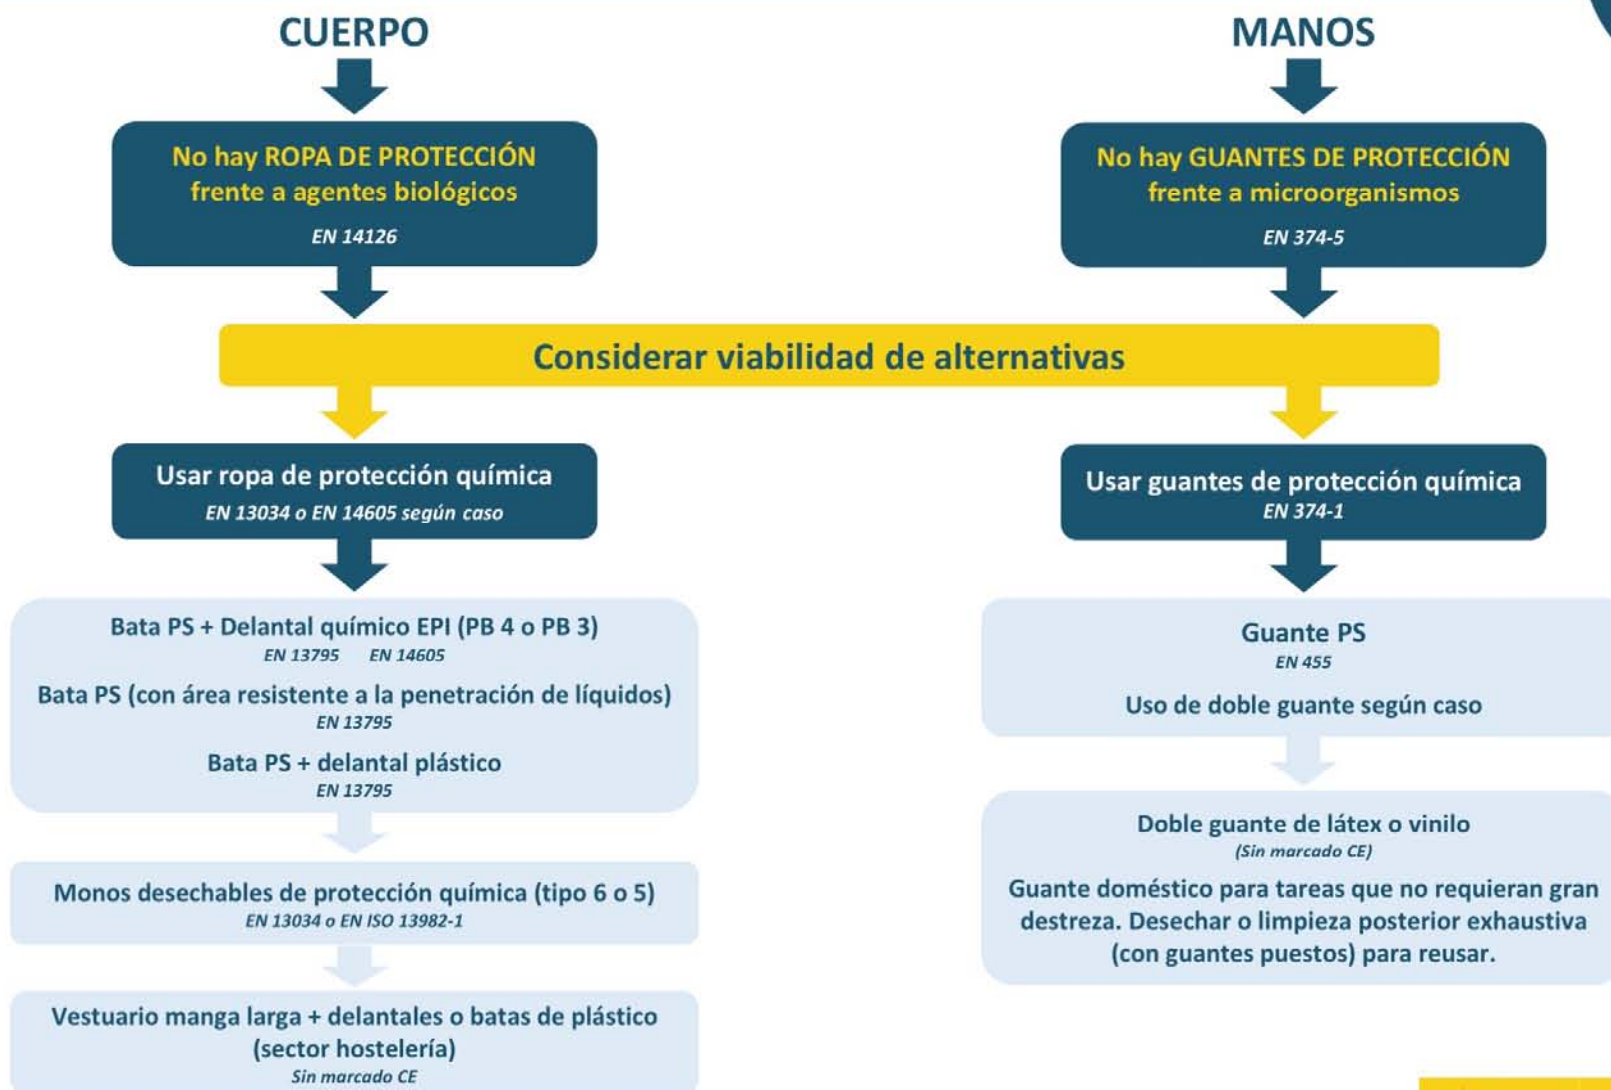 CUERPO
No hay ROPA DE PROTECCIÓN
frente a agentes biológicos
EN 14126
MANOS
No hay GUANTES DE PROTECCIÓN
frente a microorganismos
EN 374-5
Considerar viabilidad de alternativas
Usar ropa de protección química
EN 13034 o EN 14605 según caso
Bata PS + Delantal químico EPI (PB 4 o PB 3)
EN 13795 EN 14605
Bata PS (con área resistente a la penetración de líquidos)
EN 13795
Bata PS + delantal plástico
EN 13795
Monos desechables de protección química (tipo 6 o 5)
EN 13034 o EN ISO 13982-1
Vestuario manga larga + delantales o batas de plástico
(sector hostelería)
Sin marcado CE
Usar guantes de protección química
EN 374-1
Guante PS
EN 455
Uso de doble guante según caso
Doble guante de látex o vinilo
(Sin marcado CE)
Guante doméstico para tareas que no requieran gran
destreza. Desechar o limpieza posterior exhaustiva
(con guantes puestos) para reusar.